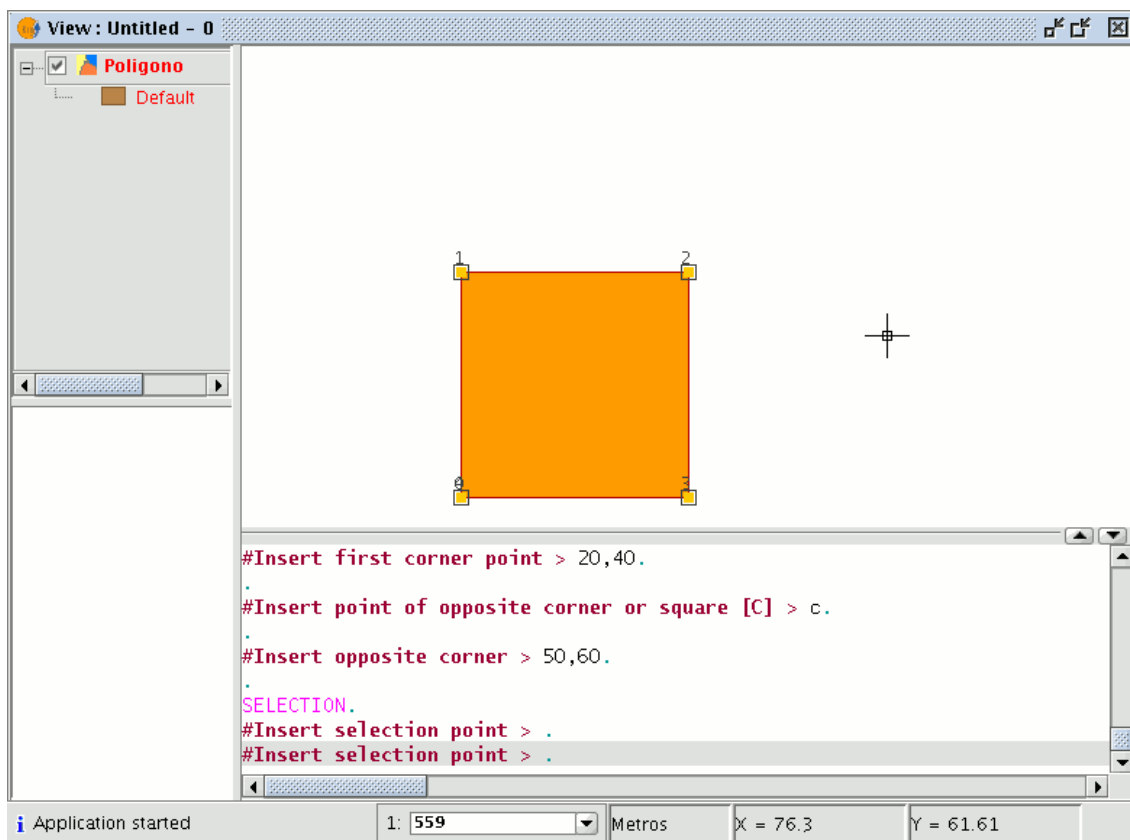 View : Untitled - 0
Poligono
Default
1 2
3
#Insert first corner point > 20,40.
.
#Insert point of opposite corner or square [C] > c.
.
#Insert opposite corner > 50,60.
.
SELECTION.
#Insert selection point > .
#Insert selection point > .
i Application started 1: 559 Metros X = 76.3 Y = 61.61